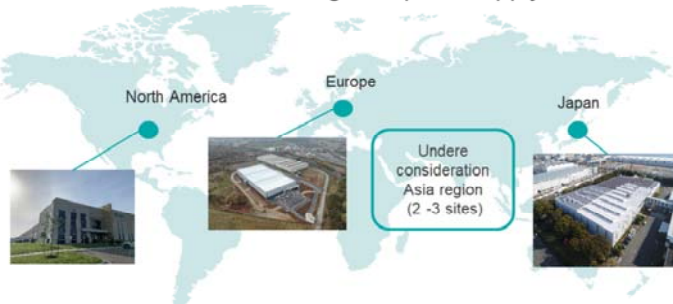 North America
Europe
Japan
Undere
consideration
Asia region
(2 -3 sites)